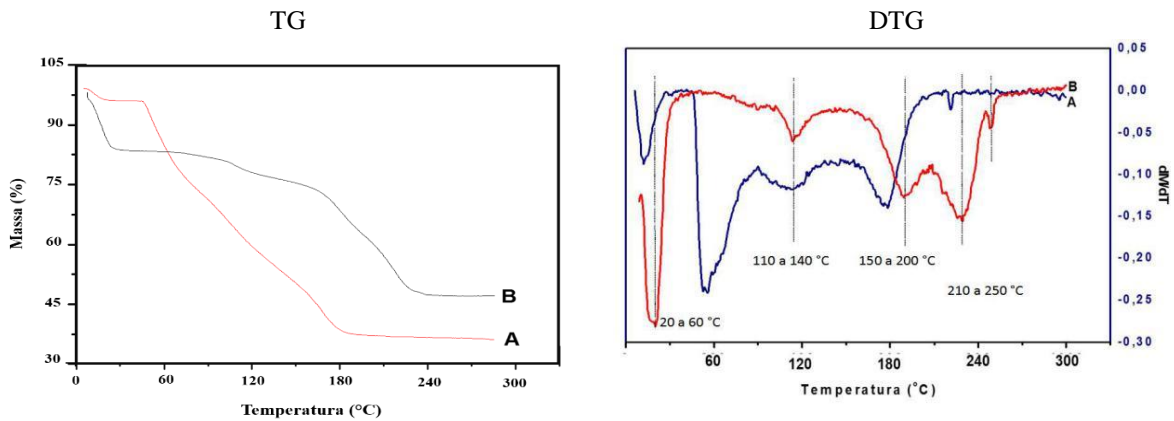 TG
DTG
105
90
75
60
45
30
Massa (%)
B
A
0
60
120
180
240
300
Temperatura (°C)
0,05
0,00
-0,05
-0,10
-0,15
-0,20
-0,25
-0,30
dM/dT
B
A
110 a 140 °C
150 a 200 °C
210 a 250 °C
20 a 60 °C
-
60
120
180
240
300
Temperatura (°C)